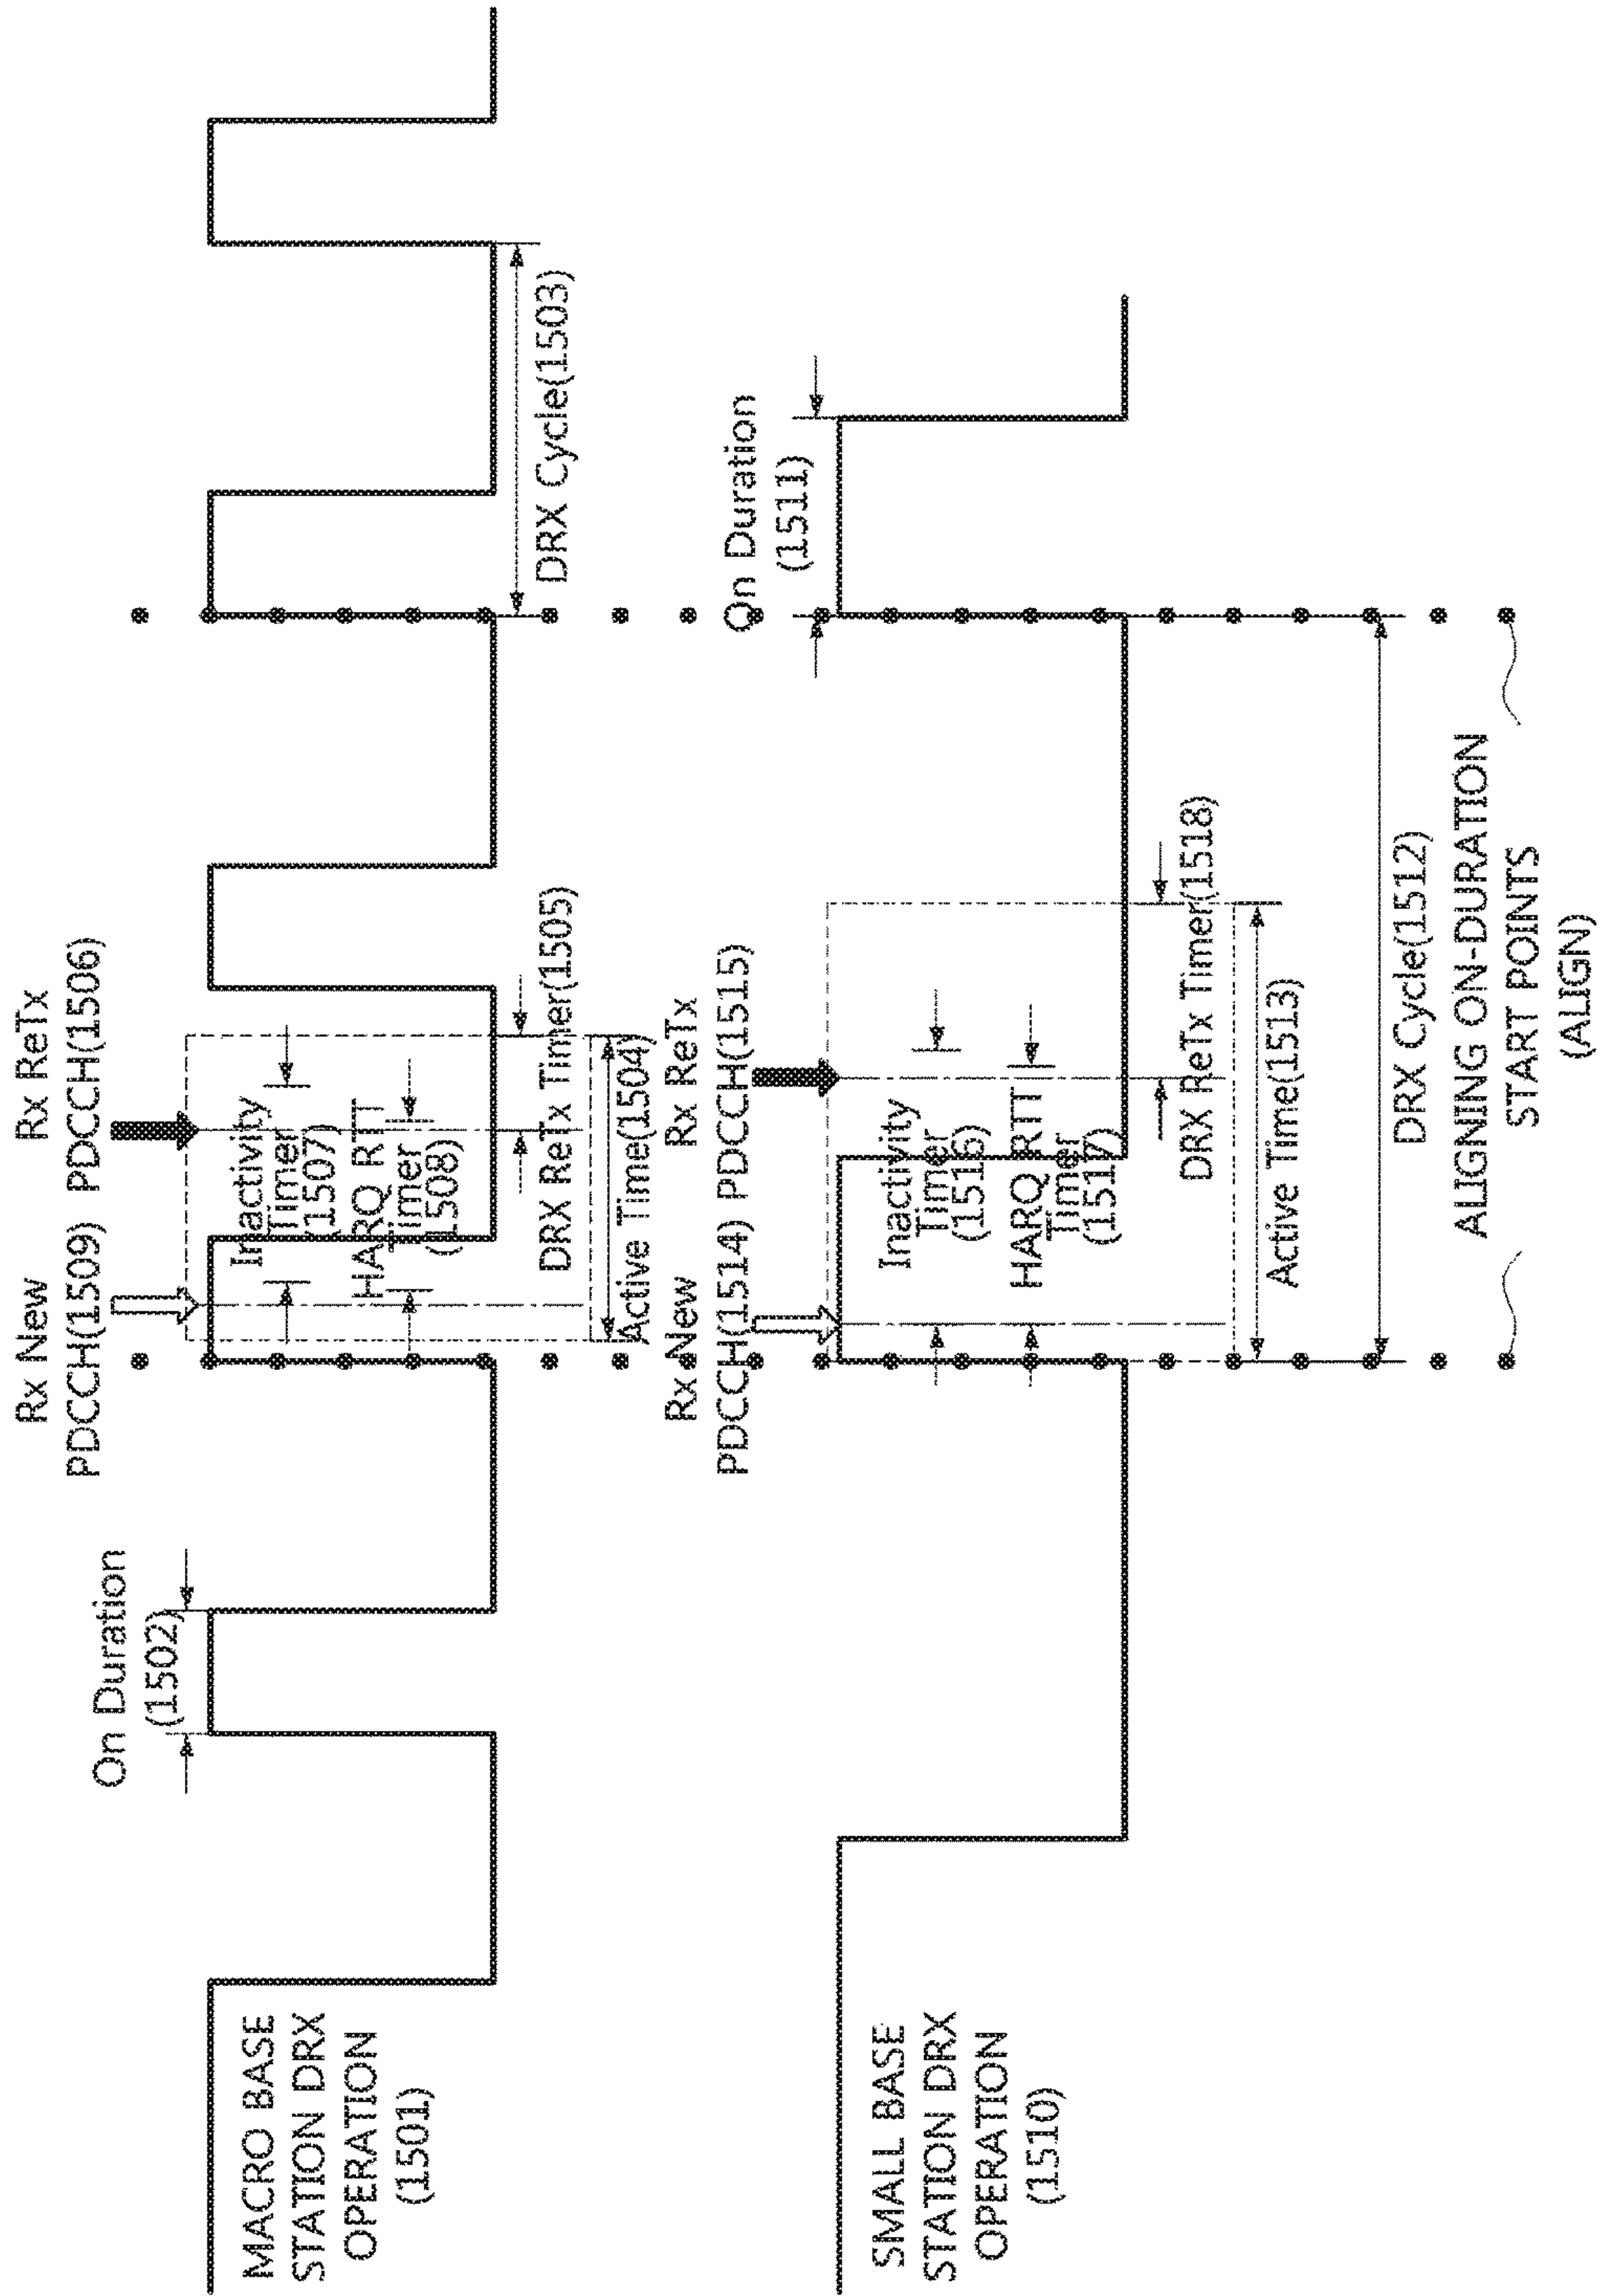 MACRO BASE
STATION DRX
OPERATION
(1501)
On Duration
(1502)
Rx New
PDCCH(1509)
Rx ReTx
PDCCH(1506)
Inactivity
Timer
(1507)
HARQ RTT
Timer
(1508)
DRX ReTx Timer(1505)
Active Time(1504)
DRX Cycle(1503)
SMALL BASE
STATION DRX
OPERATION
(1510)
Rx New
PDCCH(1514)
Rx ReTx
PDCCH(1515)
Inactivity
Timer
(1516)
HARQ RTT
Timer
(1517)
DRX ReTx Timer(1518)
Active Time(1513)
On Duration
(1511)
DRX Cycle(1512)
ALIGNING ON-DURATION
START POINTS
(ALIGN)